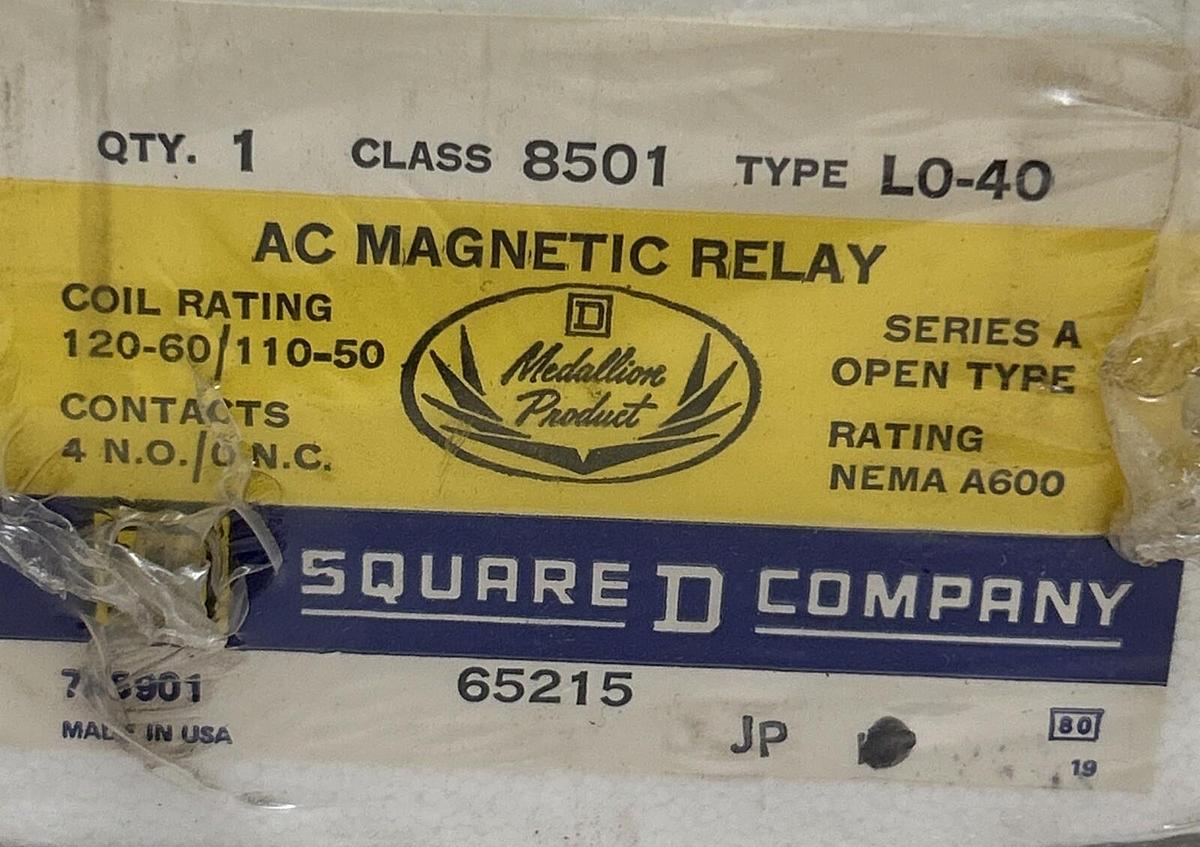 QTY. 1 CLASS 8501 TYPE LO-40
AC MAGNETIC RELAY
COIL RATING
120-60/110-50
CONTACTS
4 N.O./0 N.C.
D
Medallion
Product
SERIES A
OPEN TYPE
RATING
NEMA A600
SQUARE D COMPANY
65215
MADE IN USA
JP
80
19